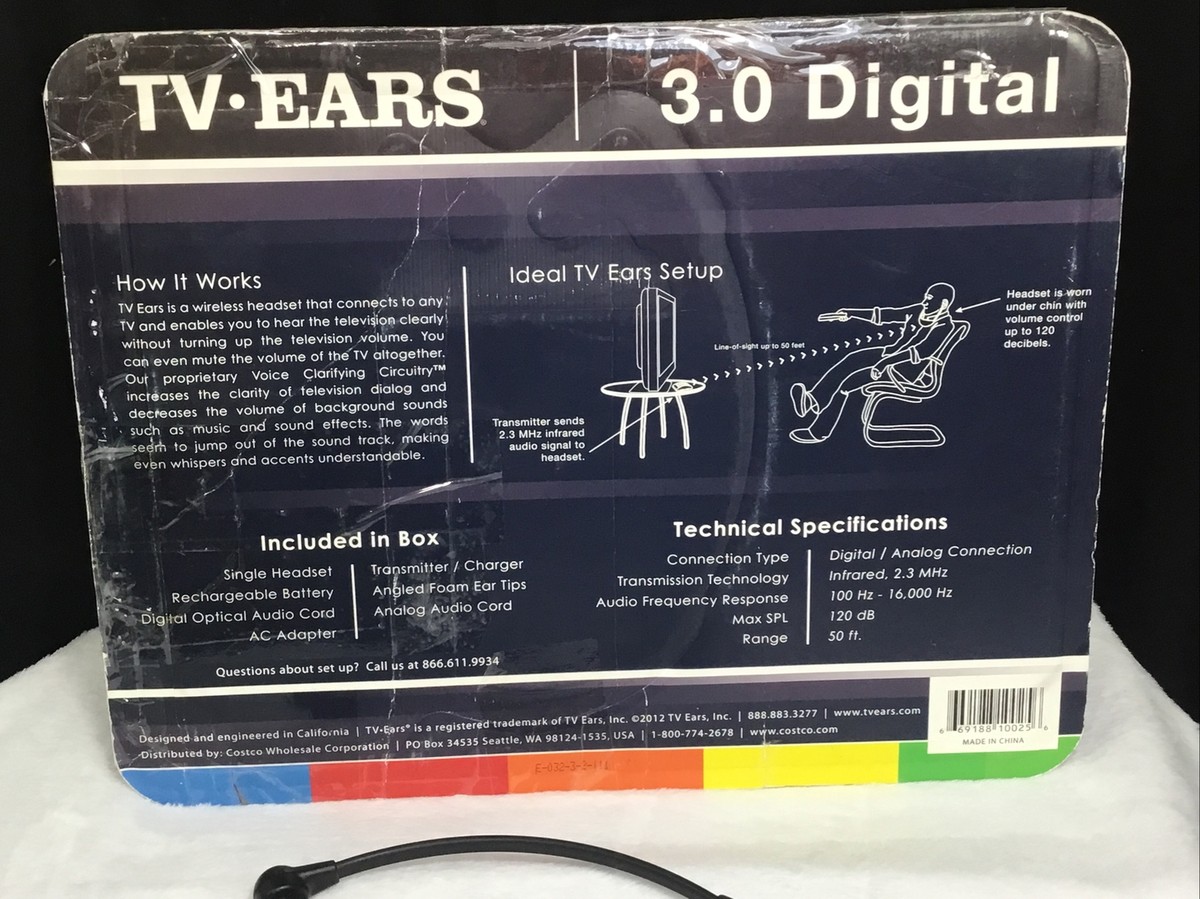 TV•EARS® | 3.0 Digital
How It Works
TV Ears is a wireless headset that connects to any
TV and enables you to hear the television clearly
without turning up the television volume. You
can even mute the volume of the TV altogether.
Our proprietary Voice Clarifying Circuitry™
increases the clarity of television dialog and
decreases the volume of background sounds
such as music and sound effects. The words
seem to jump out of the sound track, making
even whispers and accents understandable.
Ideal TV Ears Setup
Headset is worn
under chin with
volume control
up to 120
decibels.
Line-of-sight up to 50 feet
Transmitter sends
2.3 MHz infrared
audio signal to
headset.
Included in Box
Single Headset
Rechargeable Battery
Digital Optical Audio Cord
AC Adapter
Transmitter / Charger
Angled Foam Ear Tips
Analog Audio Cord
Questions about set up? Call us at 866.611.9934
Technical Specifications
Connection Type Digital / Analog Connection
Transmission Technology Infrared, 2.3 MHz
Audio Frequency Response 100 Hz - 16,000 Hz
Max SPL 120 dB
Range 50 ft.
Designed and engineered in California | TV-Ears® is a registered trademark of TV Ears, Inc. ©2012 TV Ears, Inc. | 888.883.3277 | www.tvears.com
Distributed by: Costco Wholesale Corporation | PO Box 34535 Seattle, WA 98124-1535, USA | 1-800-774-2678 | www.costco.com
6 69188 10025 6
MADE IN CHINA